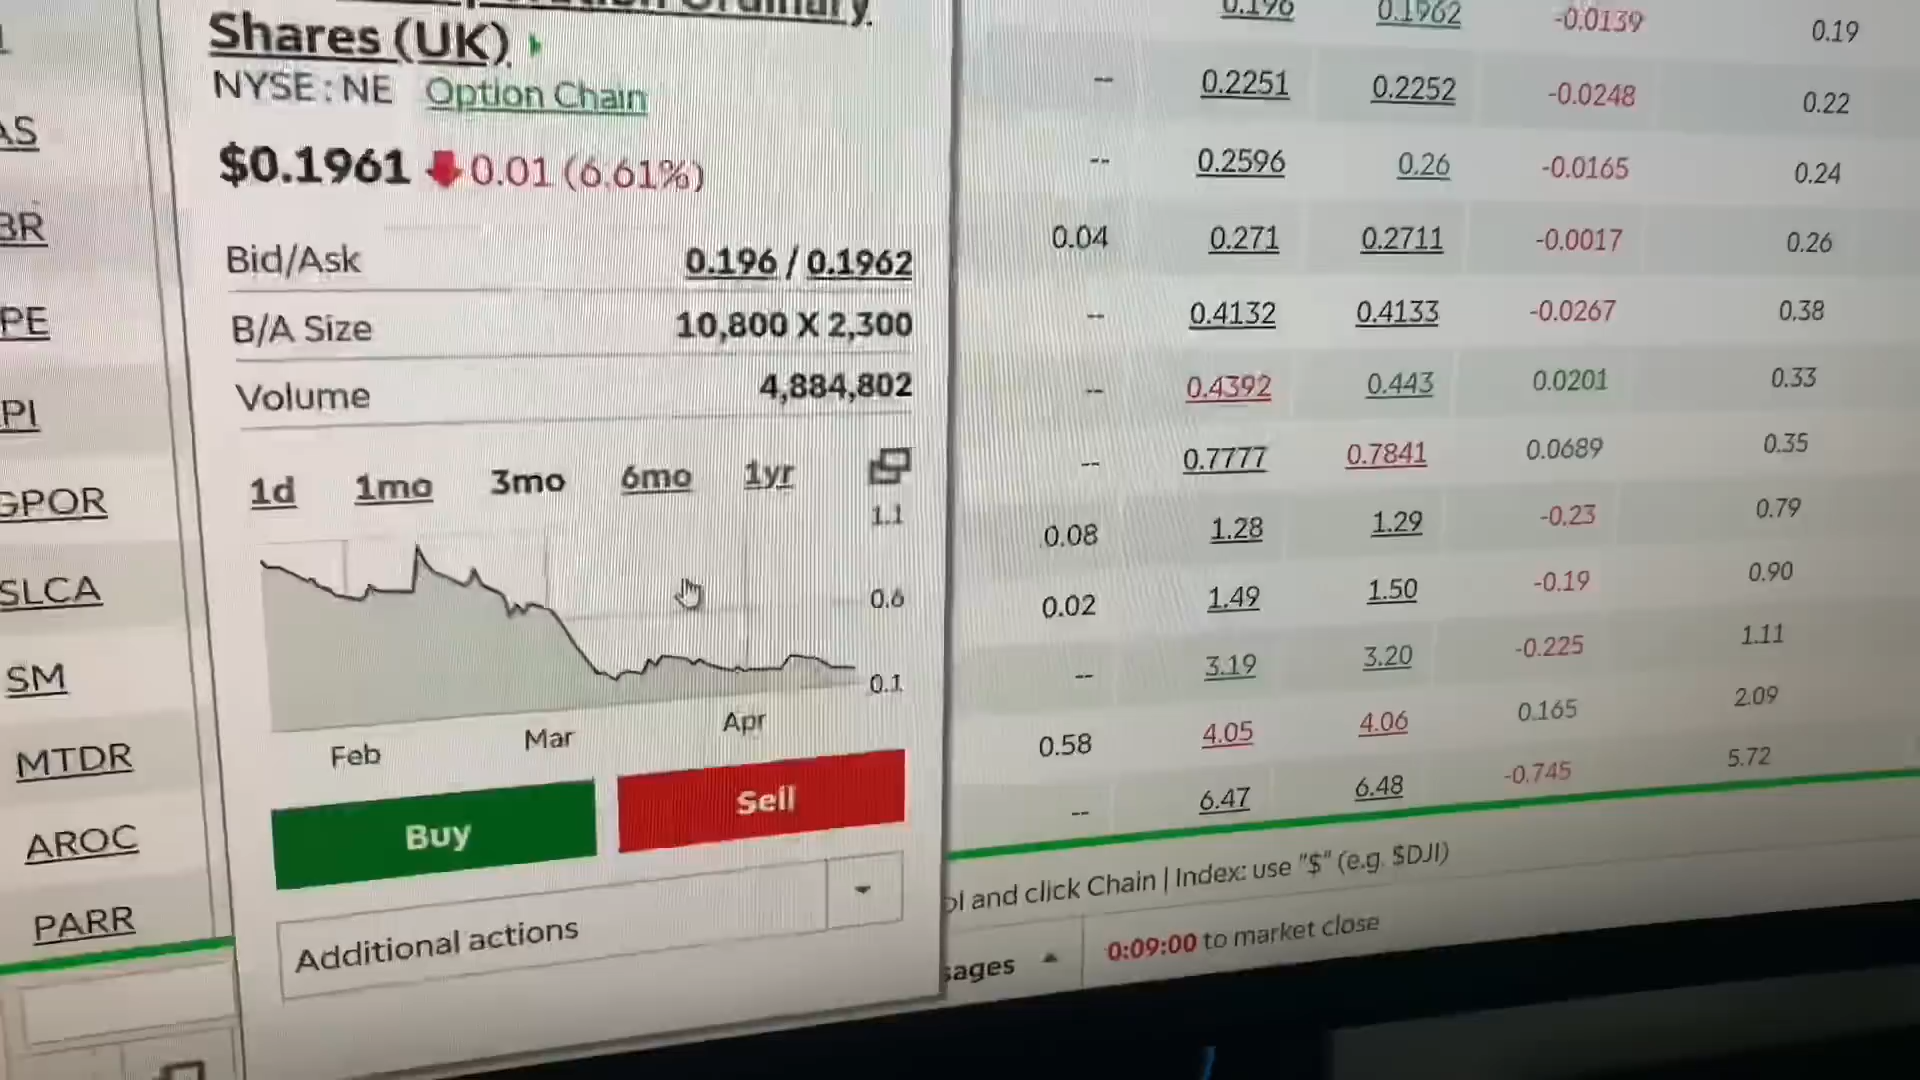 Shares (UK)
NYSE: NE Option Chain
$0.1961 0.01 (6.61%)
Bid/Ask 0.196 / 0.1962
B/A Size 10,800 X 2,300
Volume 4,884,802
1d 1mo 3mo 6mo 1yr
1.1
0.6
0.1
Feb Mar Apr
Buy Sell
Additional actions
GPOR
SLCA
SM
MTDR
AROC
PARR
0.196 0.1962 -0.0139 0.19
-- 0.2251 0.2252 -0.0248 0.22
-- 0.2596 0.26 -0.0165 0.24
0.04 0.271 0.2711 -0.0017 0.26
-- 0.4132 0.4133 -0.0267 0.38
-- 0.4392 0.443 0.0201 0.33
-- 0.7777 0.7841 0.0689 0.35
0.08 1.28 1.29 -0.23 0.79
0.02 1.49 1.50 -0.19 0.90
-- 3.19 3.20 -0.225 1.11
0.58 4.05 4.06 0.165 2.09
-- 6.47 6.48 -0.745 5.72
and click Chain | Index: use "$" (e.g. $DJI)
0:09:00 to market close